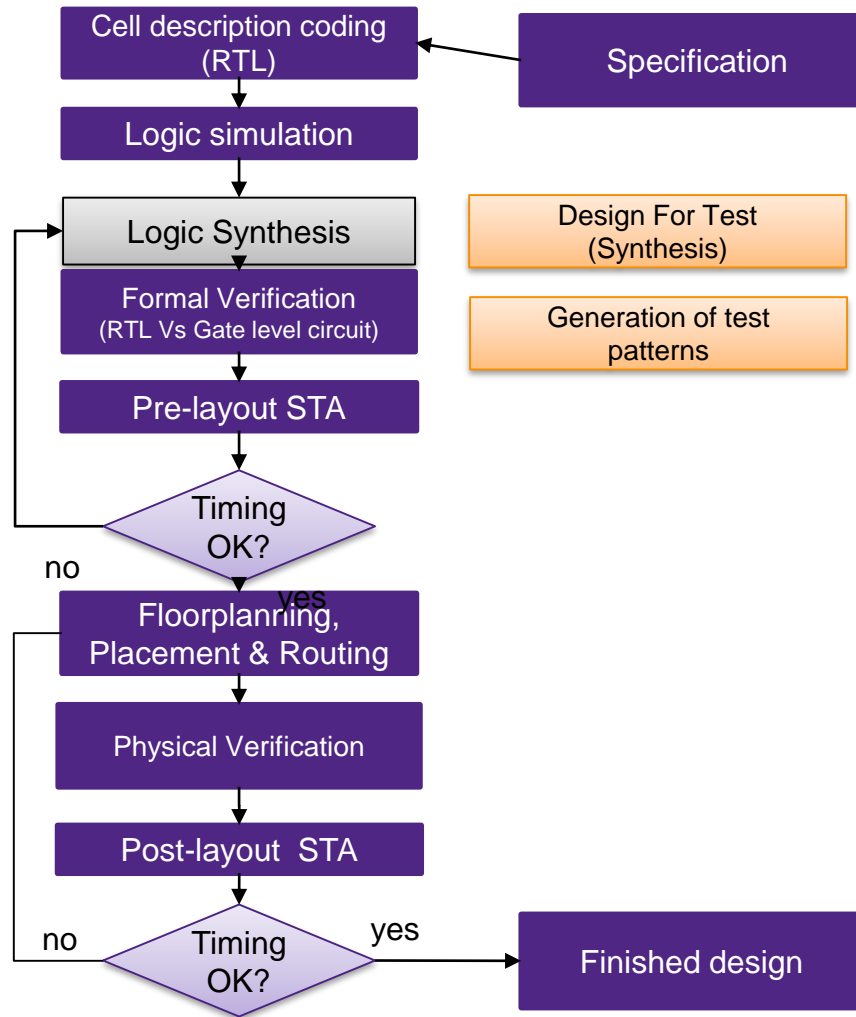 Cell description coding
(RTL)
Specification
Logic simulation
Logic Synthesis
Design For Test
(Synthesis)
Formal Verification
(RTL Vs Gate level circuit)
Generation of test
patterns
Pre-layout STA
Timing
OK?
no
yes
Floorplanning,
Placement & Routing
Physical Verification
Post-layout STA
no
Timing
OK?
yes
Finished design